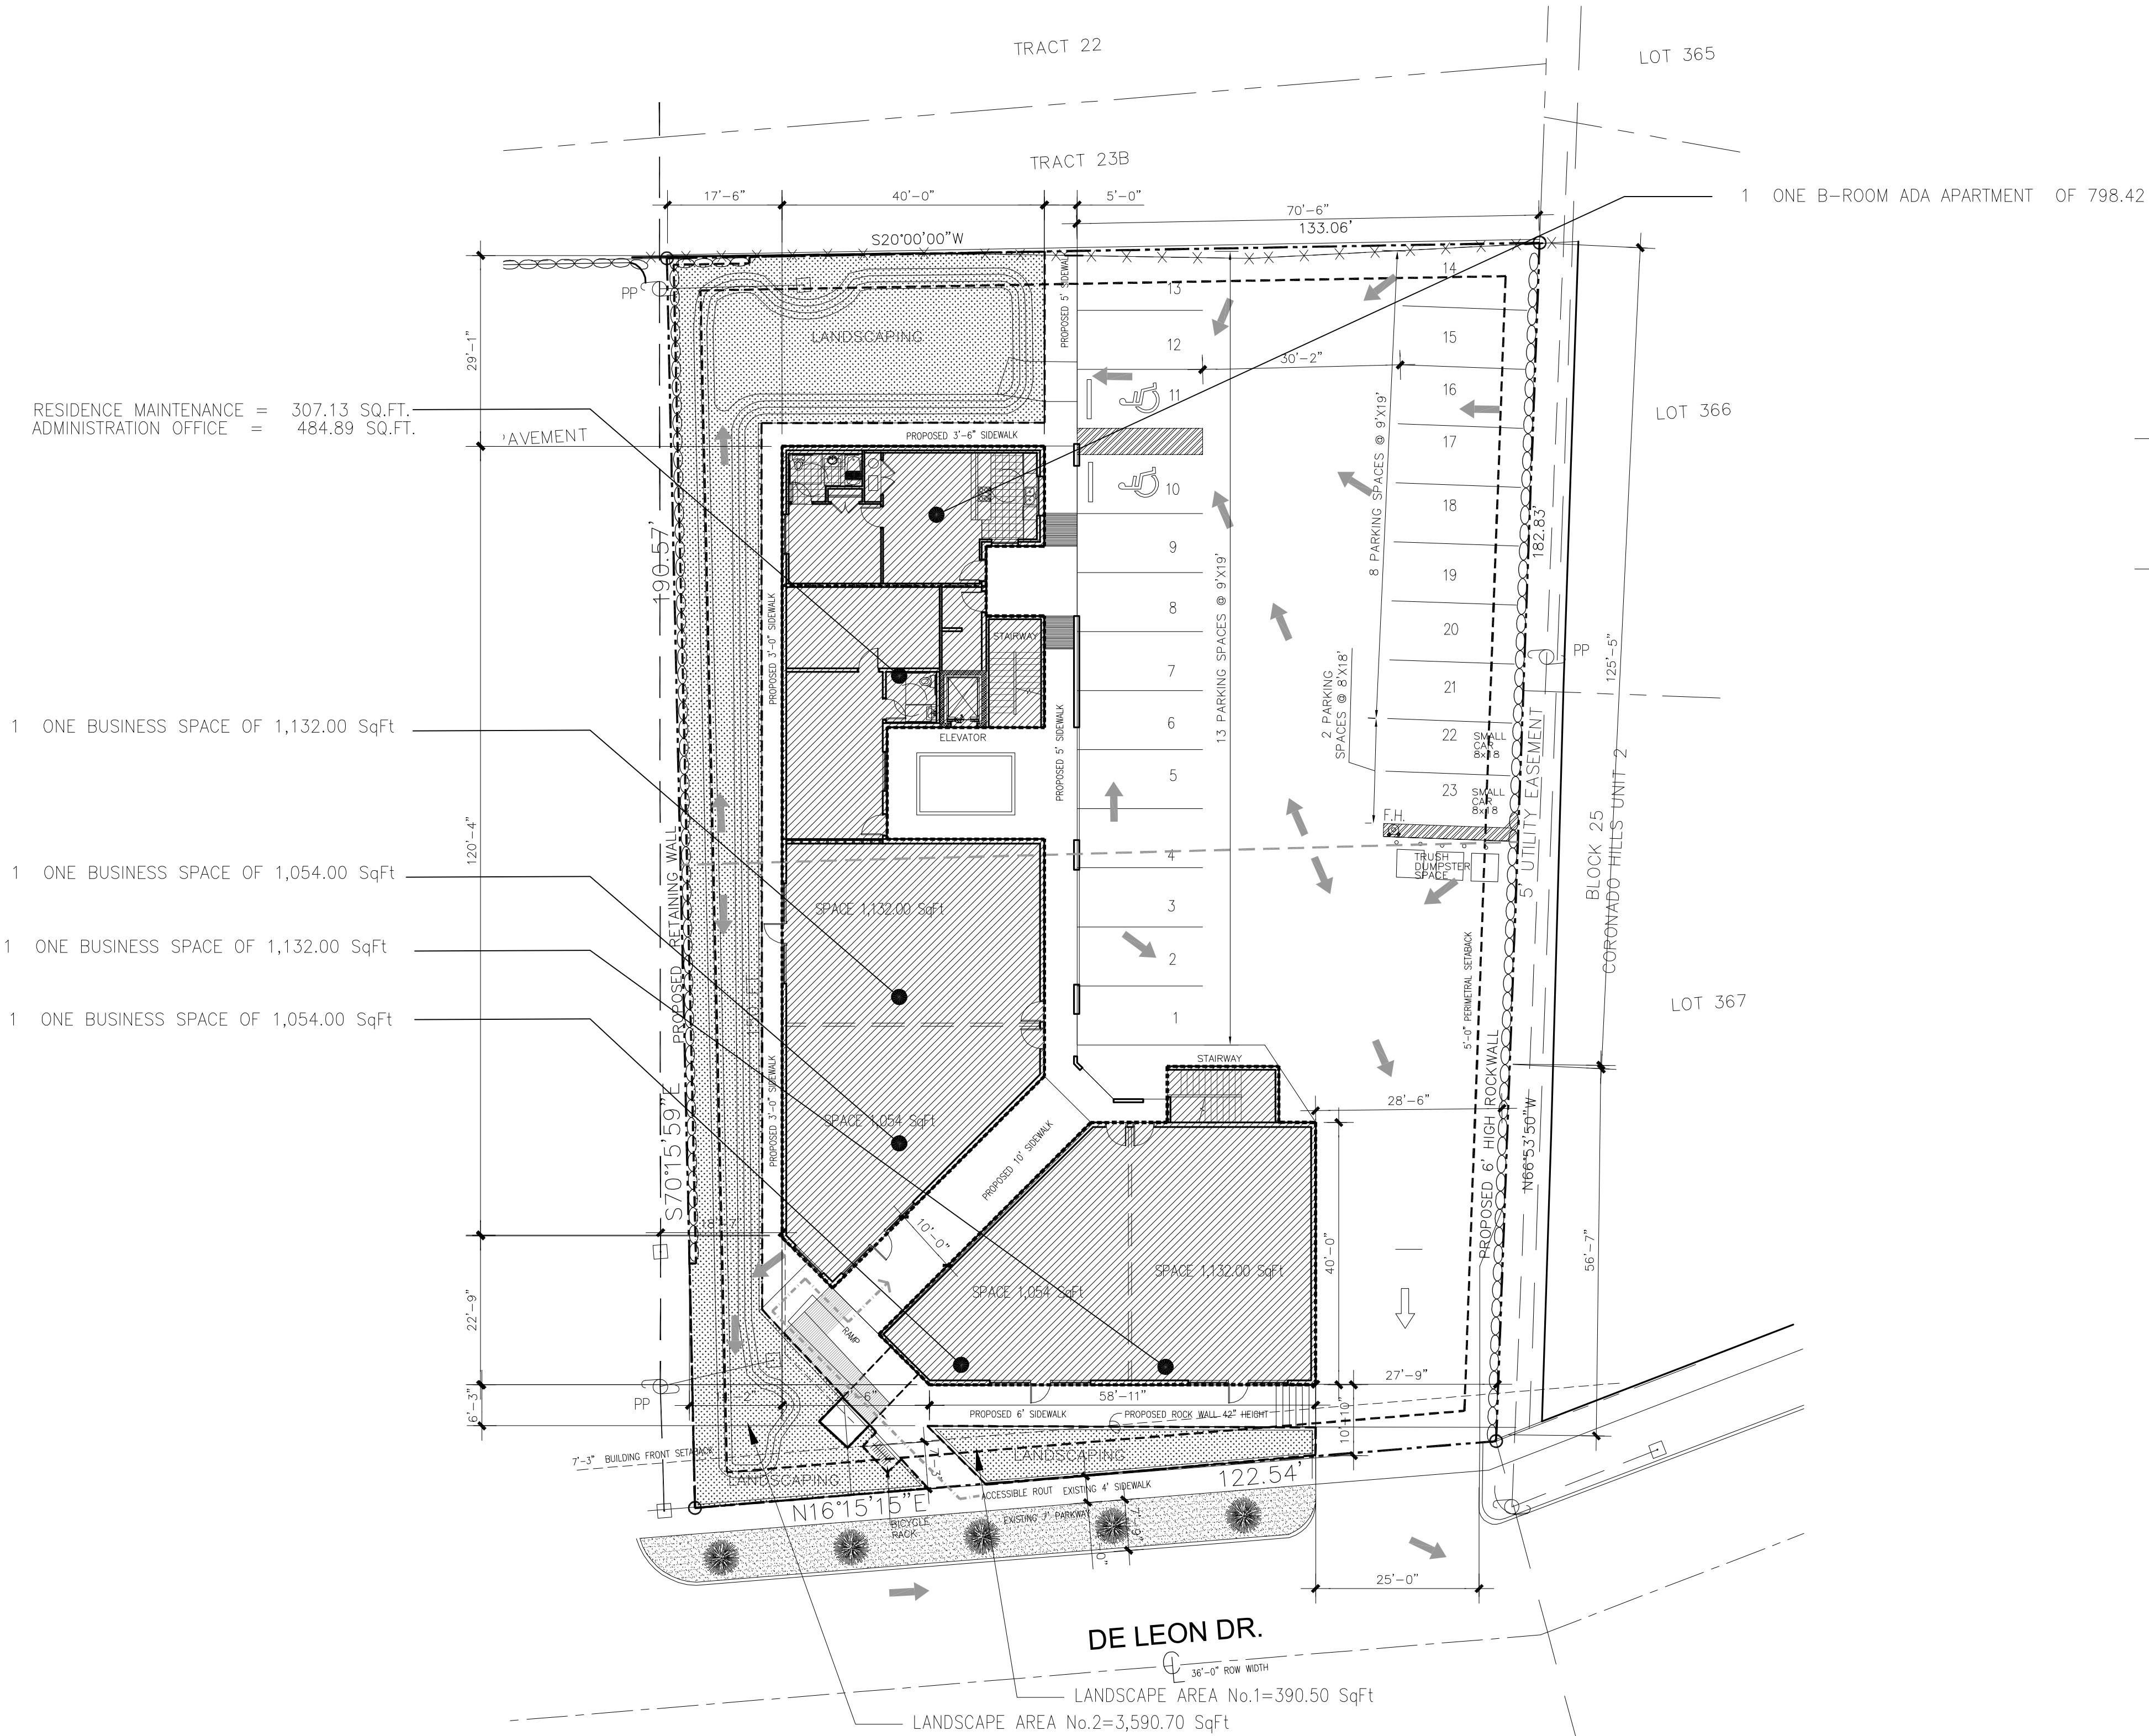 TRACT 22
LOT 365
TRACT 23B
1 ONE B-ROOM ADA APARTMENT OF 798.42
17'-6"
40'-0"
5'-0"
70'-6"
133.06'
S20°00'00"W
PP
LANDSCAPING
PROPOSED 5' SIDEWALK
29'-1"
13
12
11
10
9
8
7
6
5
4
3
2
1
14
15
16
17
18
19
20
21
22
23
SMALL
CAR
8x18
SMALL
CAR
8x18
30'-2"
8 PARKING SPACES @ 9'X19'
13 PARKING SPACES @ 9'X19'
2 PARKING
SPACES @ 8'X18'
RESIDENCE MAINTENANCE = 307.13 SQ.FT.
ADMINISTRATION OFFICE = 484.89 SQ.FT.
'AVEMENT
PROPOSED 3'-6" SIDEWALK
LOT 366
190.57'
182.83'
PROPOSED 3'-0" SIDEWALK
STAIRWAY
ELEVATOR
PROPOSED 5' SIDEWALK
PP
125'-5"
1 ONE BUSINESS SPACE OF 1,132.00 SqFt
1 ONE BUSINESS SPACE OF 1,054.00 SqFt
1 ONE BUSINESS SPACE OF 1,132.00 SqFt
1 ONE BUSINESS SPACE OF 1,054.00 SqFt
120'-4"
F.H.
TRUSH
DUMPSTER
SPACE
5' UTILITY EASEMENT
BLOCK 25
CORONADO HILLS UNIT 2
LOT 367
SPACE 1,132.00 SqFt
PROPOSED RETAINING WALL
5'-0" PERIMETRAL SETBACK
PROPOSED 3'-0" SIDEWALK
SPACE 1,054 SqFt
S70°15'59"E
STAIRWAY
28'-6"
PROPOSED 6' HIGH ROCKWALL
N66°53'50"W
PROPOSED 10' SIDEWALK
10'-0"
SPACE 1,132.00 SqFt
SPACE 1,054 SqFt
40'-0"
56'-7"
22'-9"
RAMP
6'-3"
PP
58'-11"
27'-9"
10'-10"
PROPOSED 6' SIDEWALK
PROPOSED ROCK WALL 42" HEIGHT
7'-3" BUILDING FRONT SETABACK
LANDSCAPING
LANDSCAPING
122.54'
ACCESSIBLE ROUT EXISTING 4' SIDEWALK
N16°15'15"E
BICYCLE
RACK
EXISTING 7' PARKWAY
25'-0"
DE LEON DR.
36'-0" ROW WIDTH
LANDSCAPE AREA No.1=390.50 SqFt
LANDSCAPE AREA No.2=3,590.70 SqFt